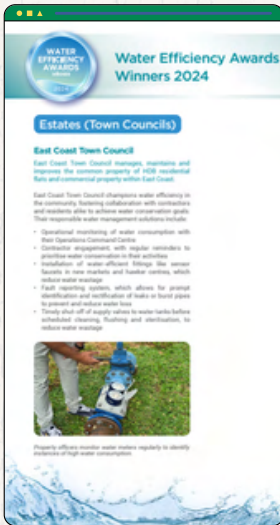 WATER
EFFICIENCY
AWARDS
2024
Water Efficiency Awards
Winners 2024
Estates (Town Councils)
East Coast Town Council
East Coast Town Council manages, maintains and
improves the common property of HDB residential
flats and commercial property within East Coast.
East Coast Town Council champions water efficiency in
the community, fostering collaboration with contractors
and residents alike to achieve water conservation goals.
Their responsible water management solutions include:
• Operational monitoring of water consumption with
their Operations Command Centre
• Contractor engagement, with regular reminders to
prioritise water conservation in their activities
• Installation of water-efficient fittings like sensor
faucets in new markets and hawker centres, which
reduce water wastage
• Fault reporting system, which allows for prompt
identification and rectification of leaks or burst pipes
to prevent and reduce water loss
• Timely shut-off of supply valves to water tanks before
scheduled cleaning, flushing and sterilisation, to
reduce water wastage
Property officers monitor water meters regularly to identify
instances of high water consumption